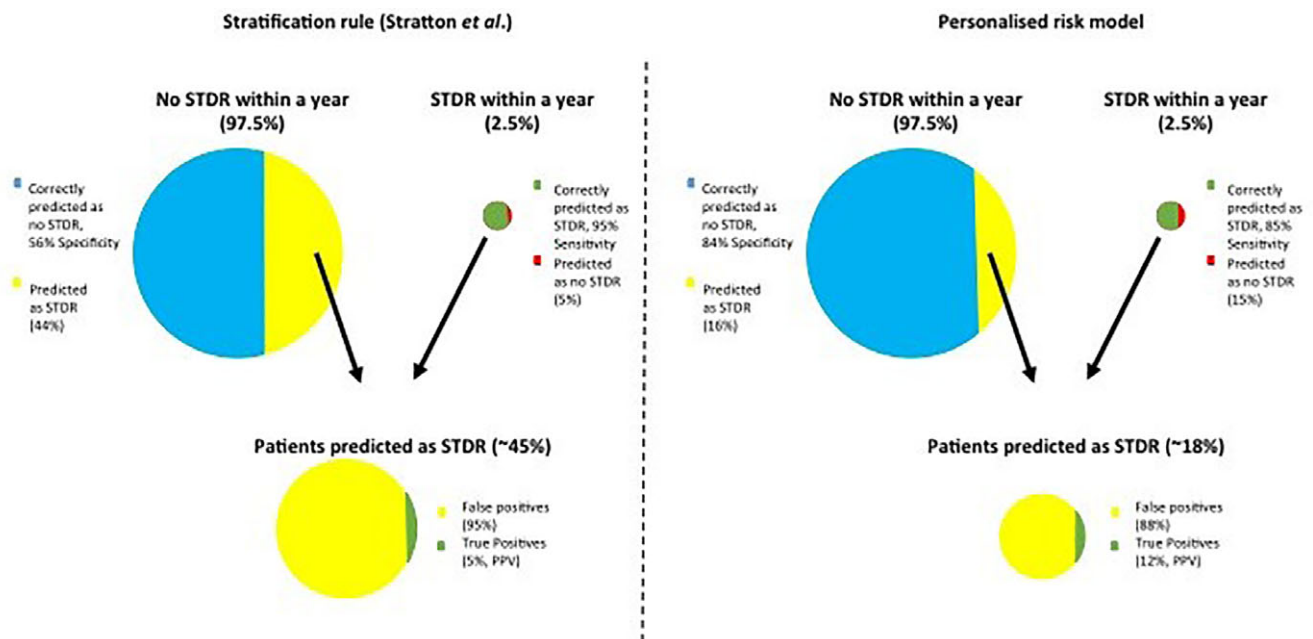 Stratification rule (Stratton et al.)
No STDR within a year
(97.5%)
STDR within a year
(2.5%)
Correctly
predicted as
no STDR,
56% Specificity
Predicted
as STDR
(44%)
Correctly
predicted as
STDR, 95%
Sensitivity
Predicted
as no STDR
(5%)
Patients predicted as STDR (~45%)
False positives
(95%)
True Positives
(5%, PPV)
Personalised risk model
No STDR within a year
(97.5%)
STDR within a year
(2.5%)
Correctly
predicted as
no STDR,
84% Specificity
Predicted
as STDR
(16%)
Correctly
predicted as
STDR, 85%
Sensitivity
Predicted
as no STDR
(15%)
Patients predicted as STDR (~18%)
False positives
(88%)
True Positives
(12%, PPV)